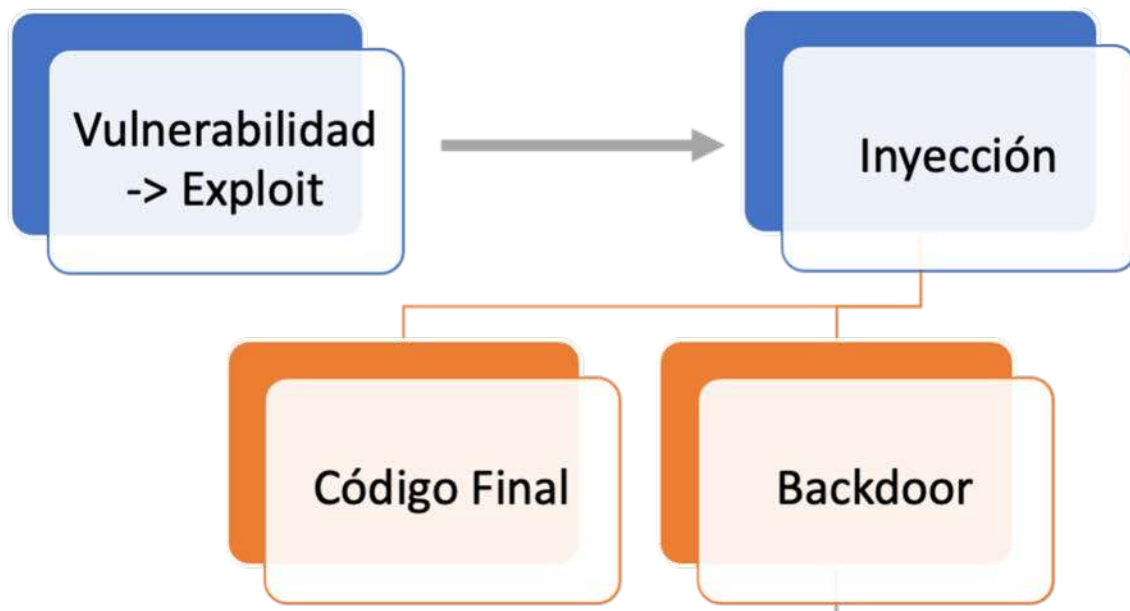 Vulnerabilidad
-> Exploit
Inyección
Código Final
Backdoor